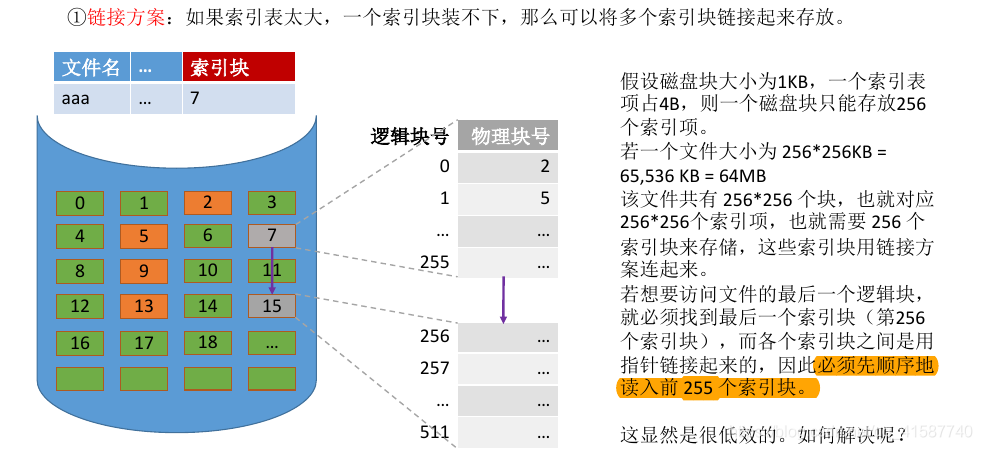 ①链接方案：如果索引表太大，一个索引块装不下，那么可以将多个索引块链接起来存放。
文件名 … 索引块
aaa … 7
0 1 2 3
4 5 6 7
8 9 10 11
12 13 14 15
16 17 18 …
逻辑块号 物理块号
0 2
1 5
… …
255 …
256 …
257 …
… …
511 …
假设磁盘块大小为1KB，一个索引表
项占4B，则一个磁盘块只能存放256
个索引项。
若一个文件大小为 256*256KB =
65,536 KB = 64MB
该文件共有 256*256 个块，也就对应
256*256个索引项，也就需要 256 个
索引块来存储，这些索引块用链接方
案连起来。
若想要访问文件的最后一个逻辑块，
就必须找到最后一个索引块（第256
个索引块），而各个索引块之间是用
指针链接起来的，因此必须先顺序地
读入前 255 个索引块。
这显然是很低效的。如何解决呢？